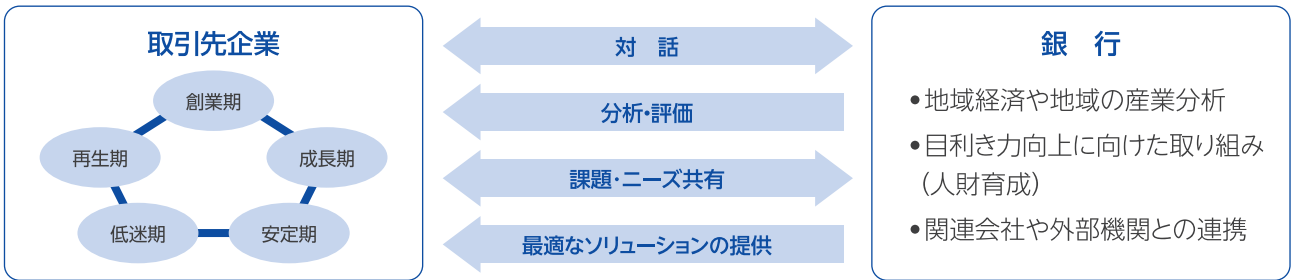 取引先企業
創業期
再生期
成長期
低迷期
安定期
対 話
分析・評価
課題・ニーズ共有
最適なソリューションの提供
銀 行
•地域経済や地域の産業分析
•目利き力向上に向けた取り組み
(人財育成)
•関連会社や外部機関との連携